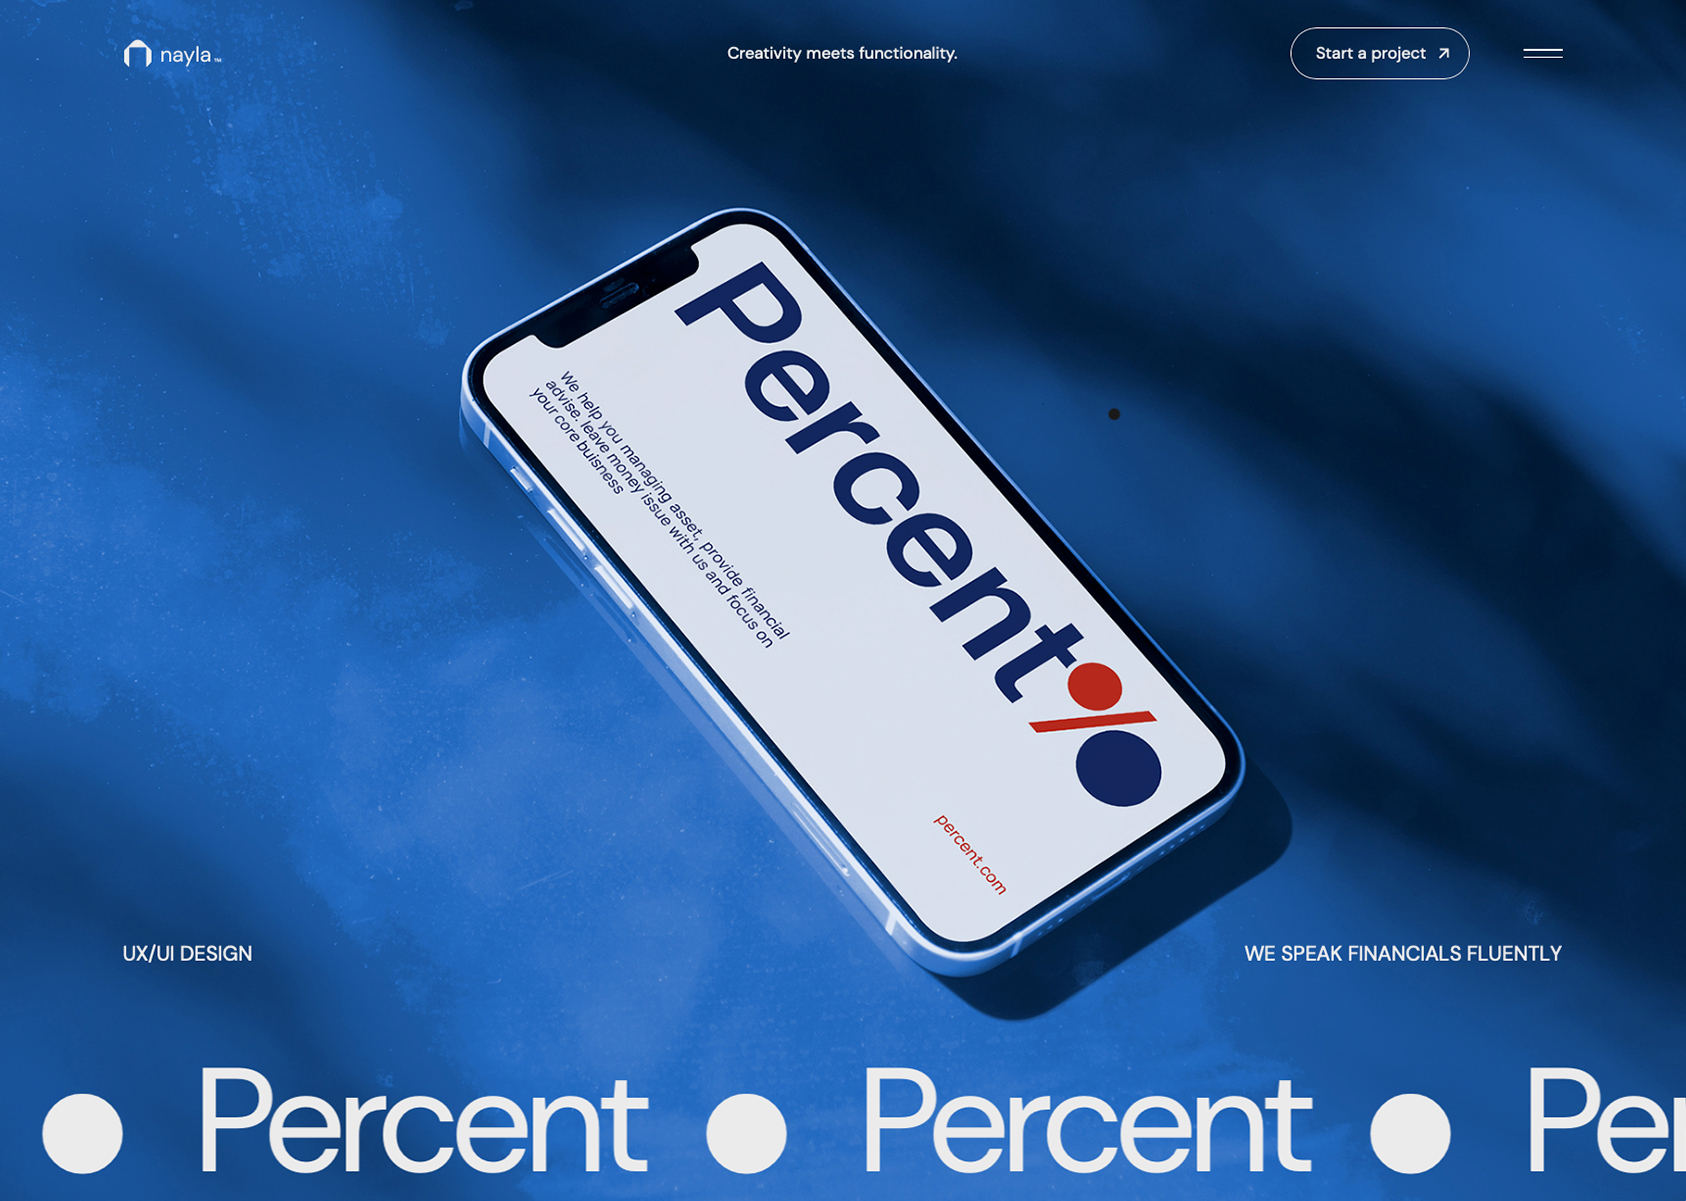 nayla™
Creativity meets functionality.
Start a project
Percent%
We help you managing asset, provide financial
advise. leave money issue with us and focus on
your core buisness
percent.com
UX/UI DESIGN
WE SPEAK FINANCIALS FLUENTLY
Percent Percent Per